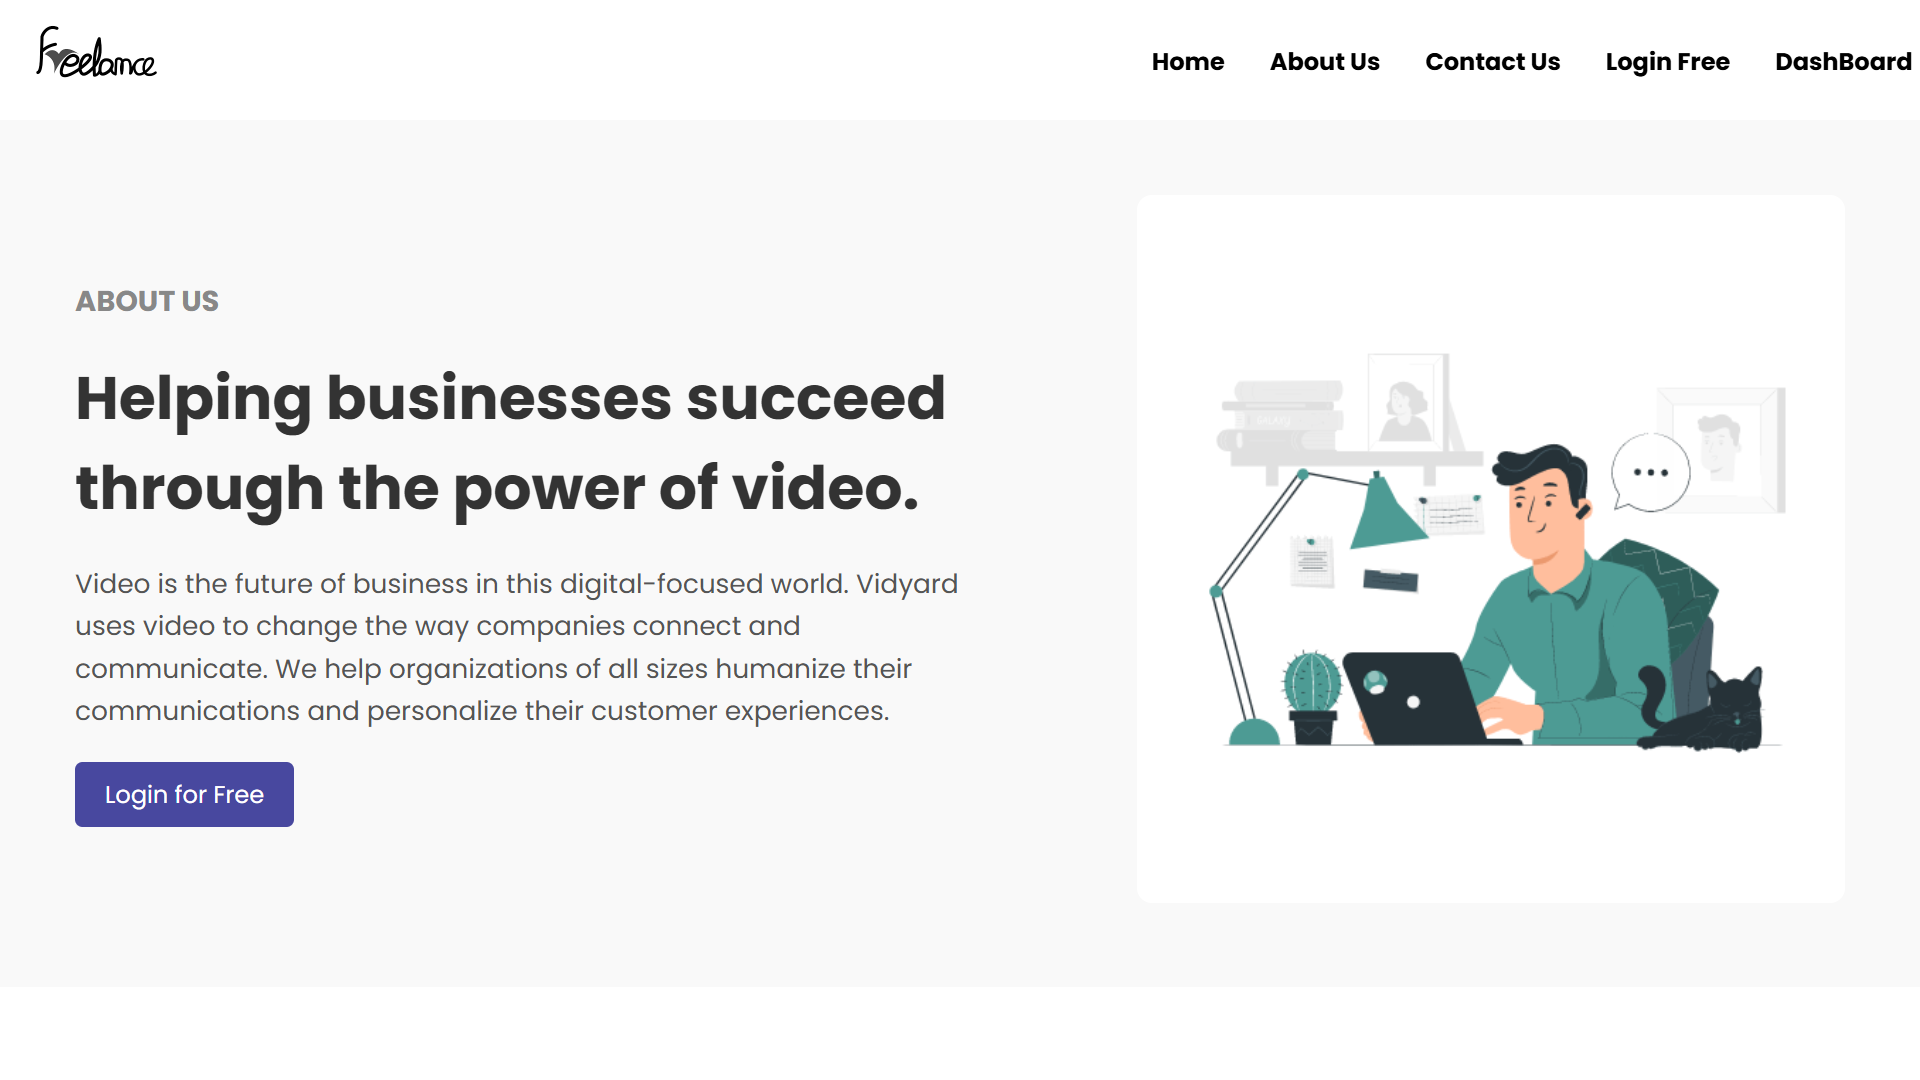 Freelance
Home About Us Contact Us Login Free DashBoard
ABOUT US
Helping businesses succeed
through the power of video.
Video is the future of business in this digital-focused world. Vidyard
uses video to change the way companies connect and
communicate. We help organizations of all sizes humanize their
communications and personalize their customer experiences.
Login for Free